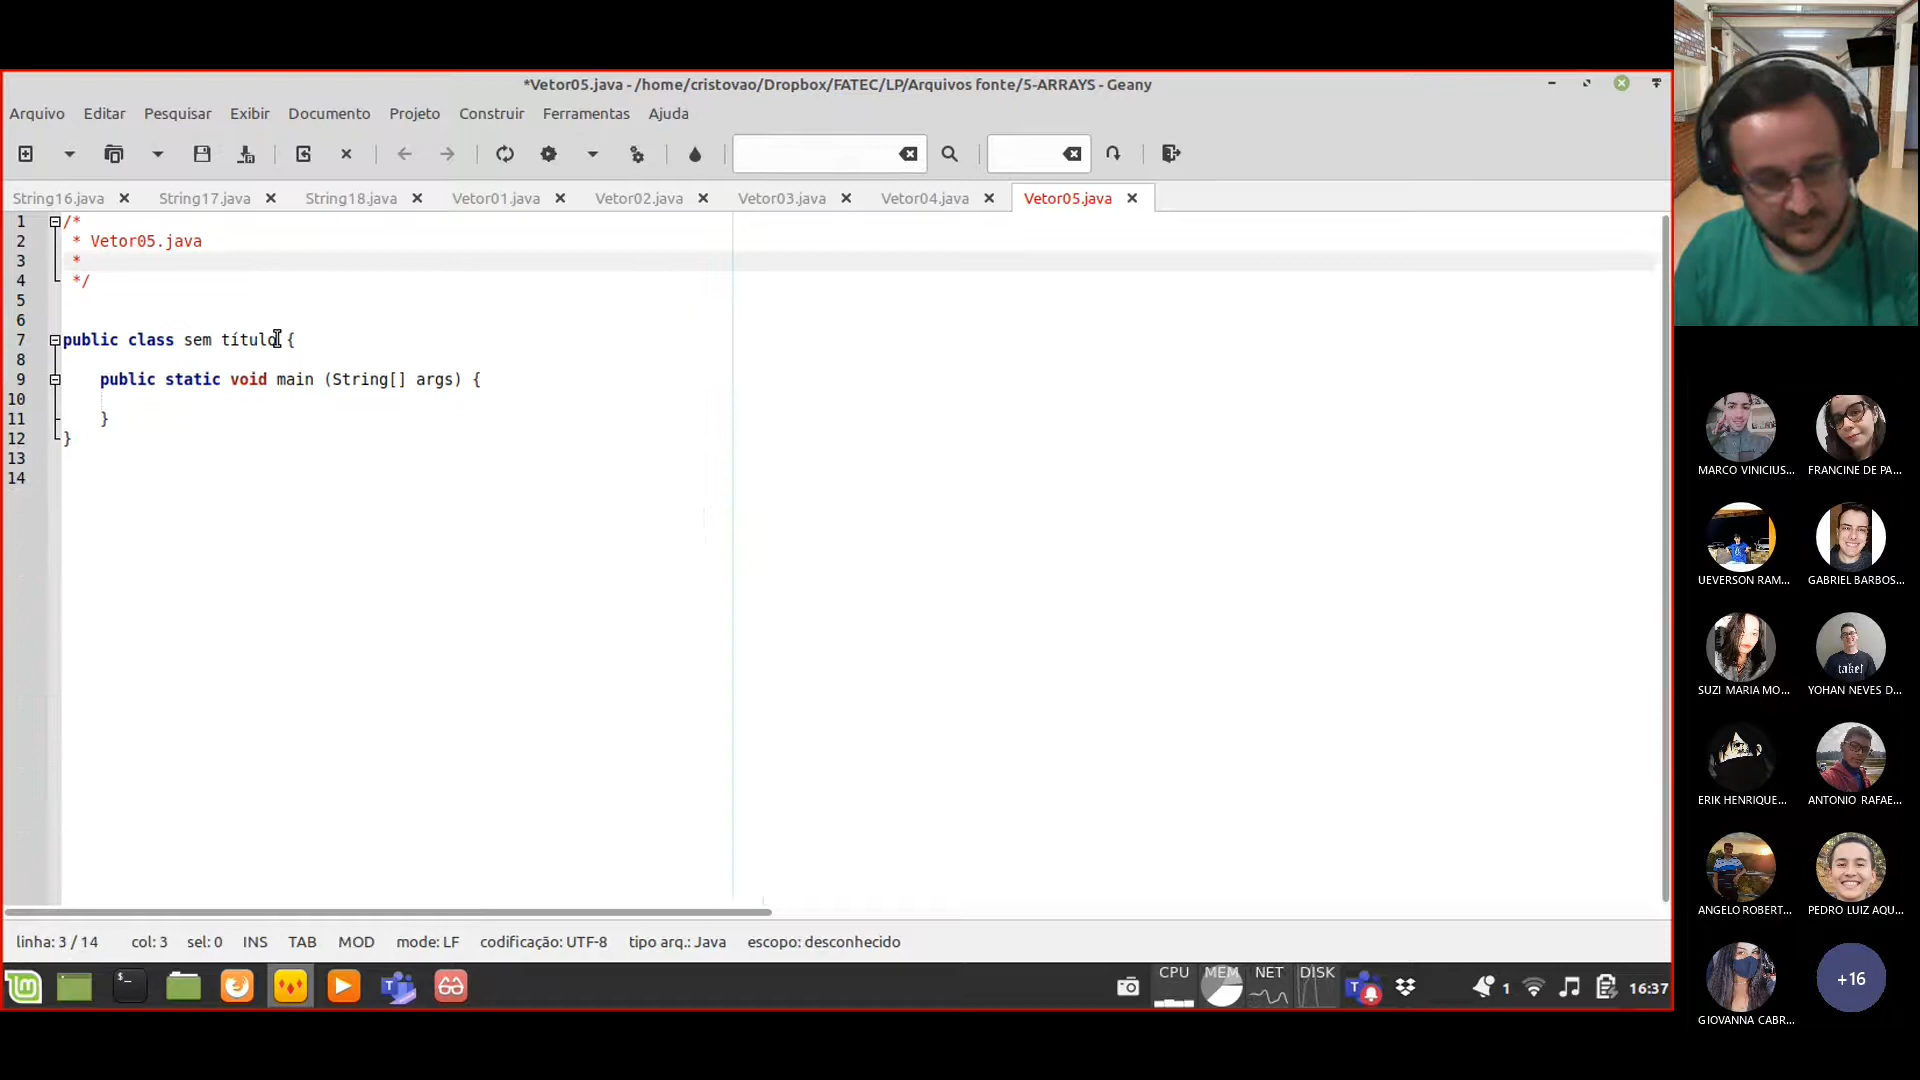 *Vetor05.java - /home/cristovao/Dropbox/FATEC/LP/Arquivos fonte/5-ARRAYS - Geany
Arquivo Editar Pesquisar Exibir Documento Projeto Construir Ferramentas Ajuda
String16.java String17.java String18.java Vetor01.java Vetor02.java Vetor03.java Vetor04.java Vetor05.java
1 /*
2 * Vetor05.java
3 *
4 */
5
6
7 public class sem título {
8
9 public static void main (String[] args) {
10
11 }
12 }
13
14
linha: 3 / 14 col: 3 sel: 0 INS TAB MOD mode: LF codificação: UTF-8 tipo arq.: Java escopo: desconhecido
CPU MEM NET DISK
1 16:37
MARCO VINICIUS... FRANCINE DE PA...
UEVERSON RAM... GABRIEL BARBOS...
taket
SUZI MARIA MO... YOHAN NEVES D...
ERIK HENRIQUE... ANTONIO RAFAE...
ANGELO ROBERT... PEDRO LUIZ AQU...
+16
GIOVANNA CABR...